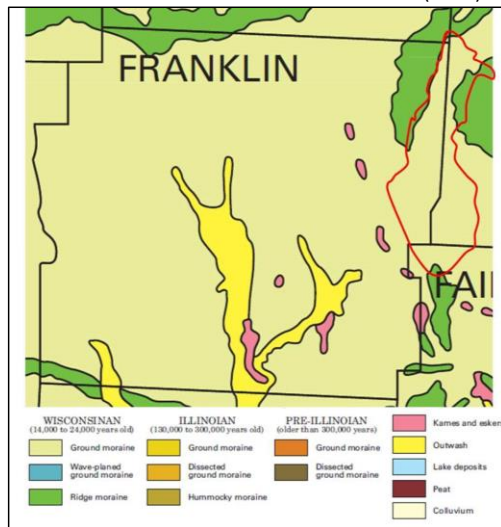 FRANKLIN
FAI
WISCONSINAN
(14,000 to 24,000 years old)
Ground moraine
Wave-planed
ground moraine
Ridge moraine
ILLINOIAN
(130,000 to 300,000 years old)
Ground moraine
Dissected
ground moraine
Hummocky moraine
PRE-ILLINOIAN
(older than 300,000 years)
Ground moraine
Dissected
ground moraine
Kames and eskers
Outwash
Lake deposits
Peat
Colluvium